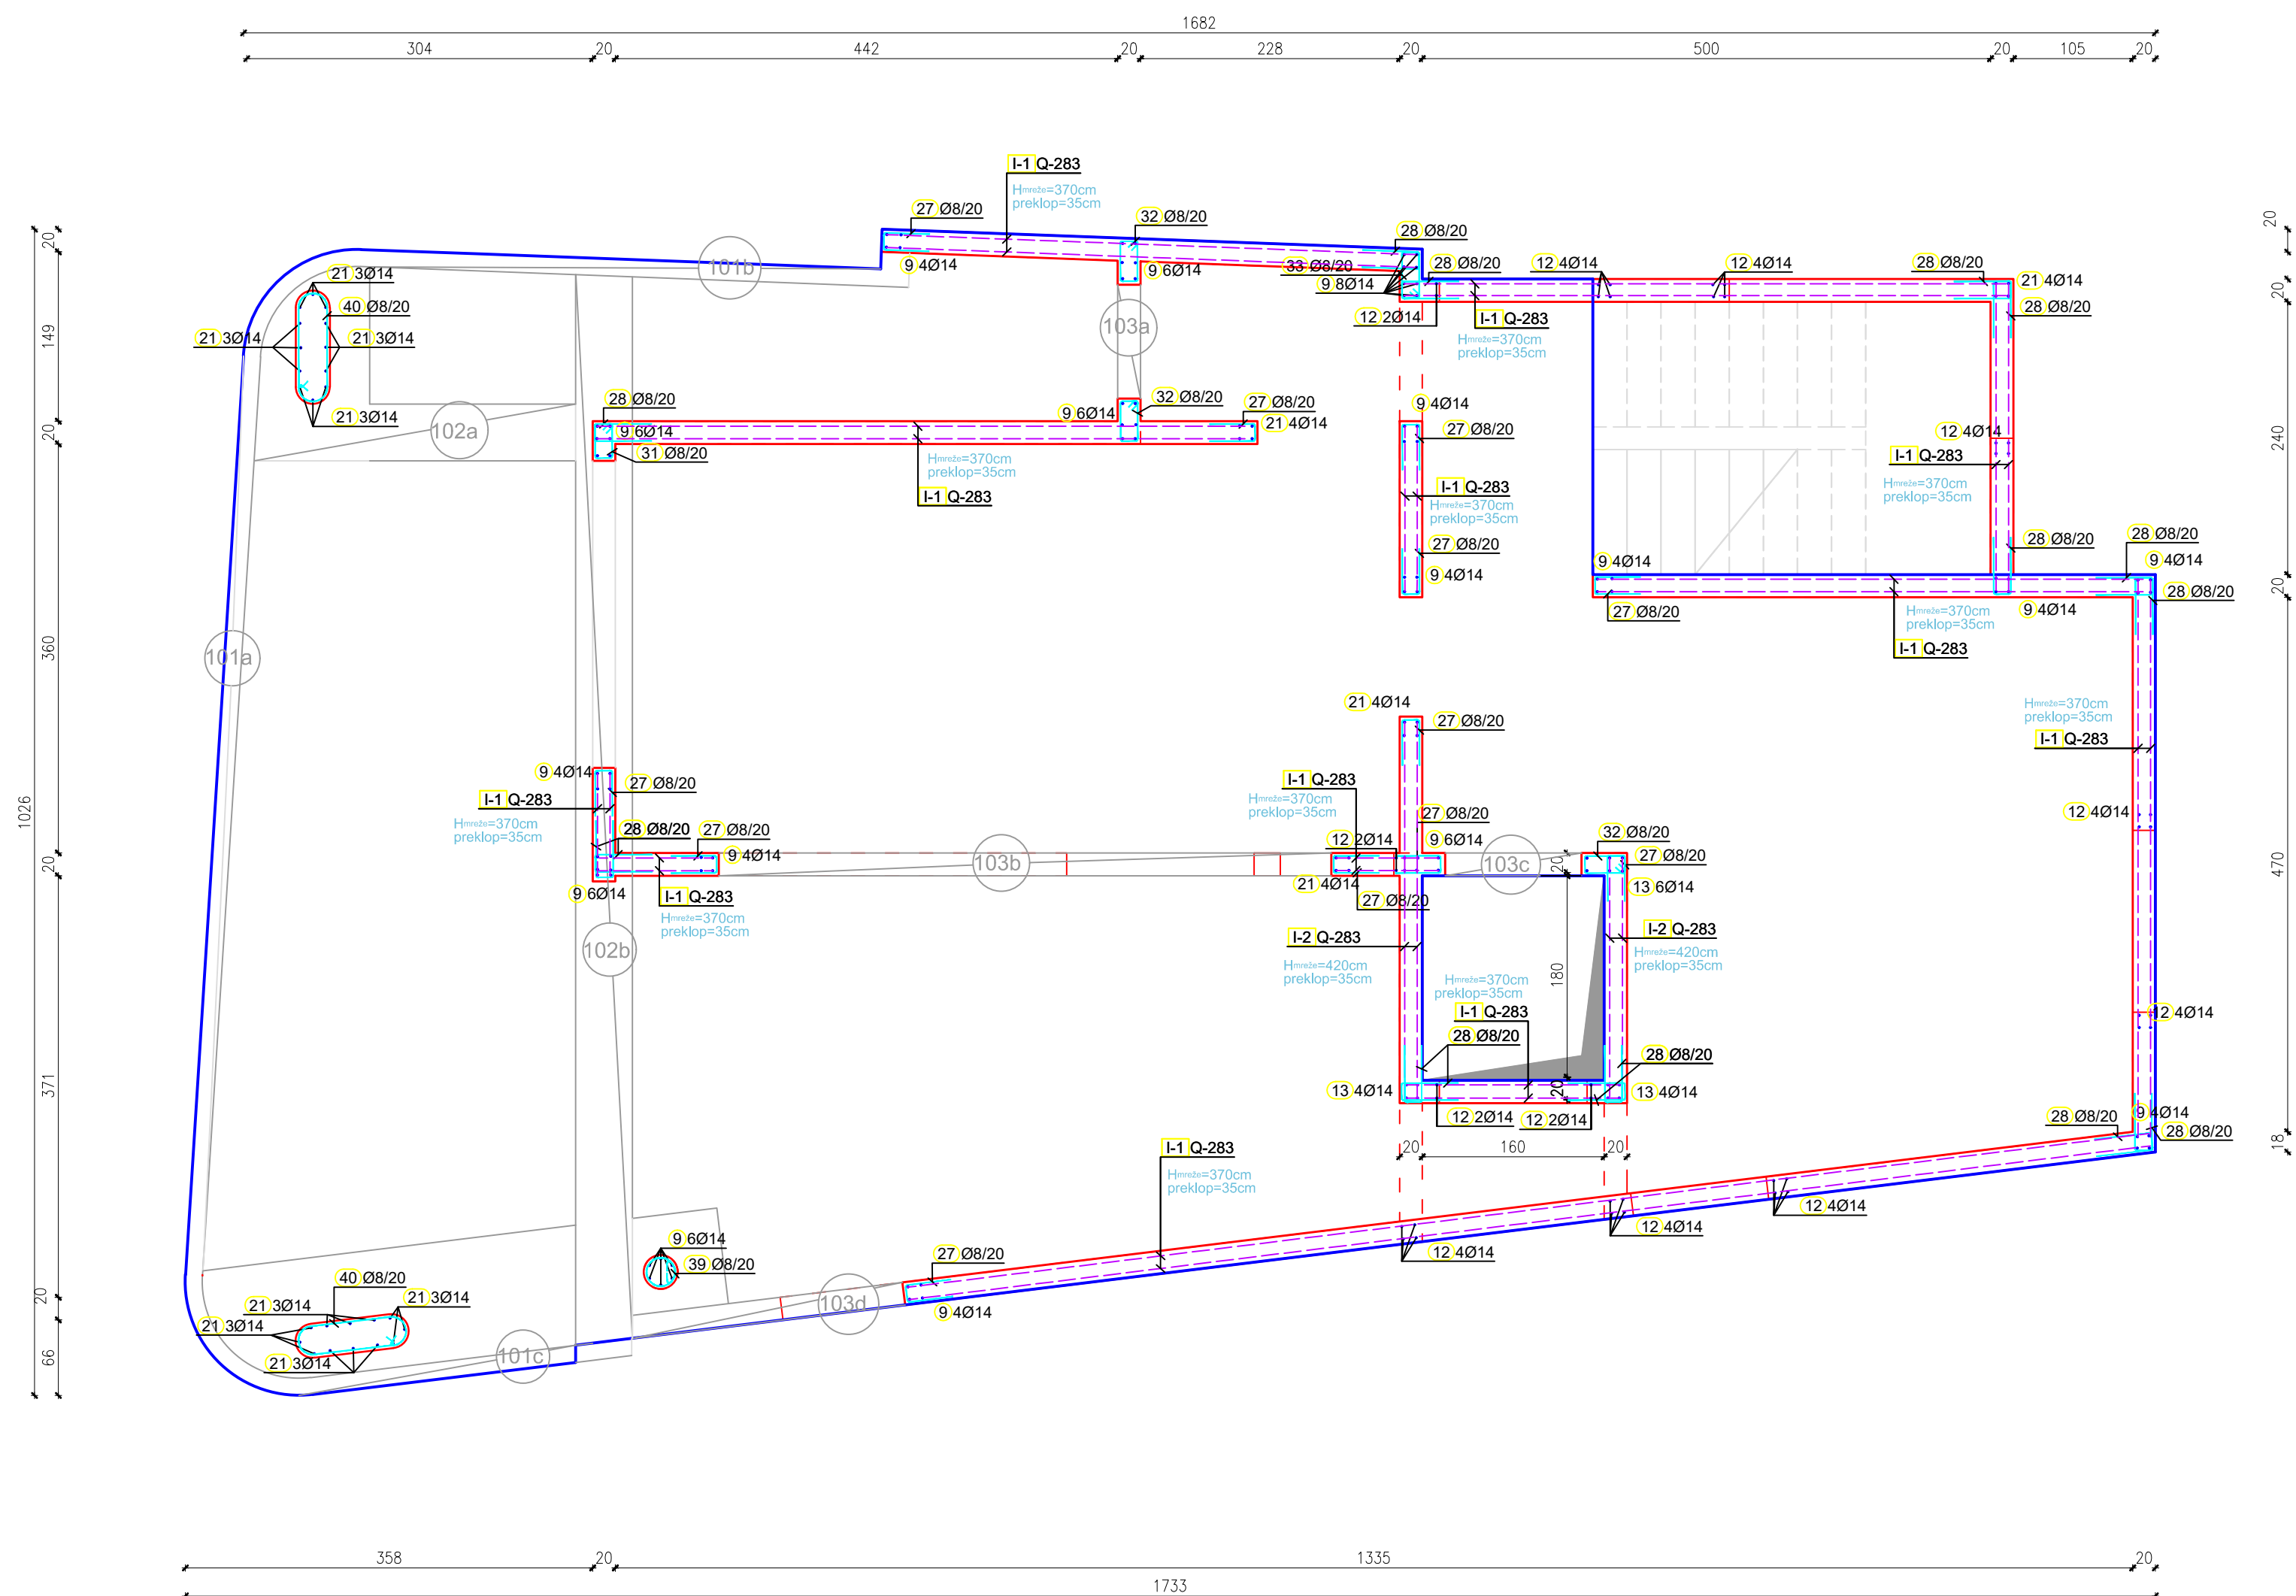 1682
304 20 442 20 228 20 500 20 105 20
I-1 Q-283
Hmreže=370cm
preklop=35cm
27 Ø8/20
32 Ø8/20
28 Ø8/20
20
20
101b
9 4Ø14
9 6Ø14
33 Ø8/20
9 8Ø14
28 Ø8/20
12 4Ø14
12 4Ø14
28 Ø8/20
21 4Ø14
28 Ø8/20
20
21 3Ø14
40 Ø8/20
21 3Ø14
21 3Ø14
149
103a
12 2Ø14
I-1 Q-283
Hmreže=370cm
preklop=35cm
21 3Ø14
102a
28 Ø8/20
9 6Ø14
31 Ø8/20
9 6Ø14
32 Ø8/20
27 Ø8/20
21 4Ø14
9 4Ø14
27 Ø8/20
12 4Ø14
240
20
Hmreže=370cm
preklop=35cm
I-1 Q-283
I-1 Q-283
Hmreže=370cm
preklop=35cm
I-1 Q-283
Hmreže=370cm
preklop=35cm
27 Ø8/20
9 4Ø14
9 4Ø14
27 Ø8/20
28 Ø8/20
28 Ø8/20
9 4Ø14
28 Ø8/20
20
9 4Ø14
Hmreže=370cm
preklop=35cm
I-1 Q-283
360
101a
21 4Ø14
27 Ø8/20
Hmreže=370cm
preklop=35cm
I-1 Q-283
1026
9 4Ø14
27 Ø8/20
I-1 Q-283
Hmreže=370cm
preklop=35cm
28 Ø8/20
27 Ø8/20
9 4Ø14
9 6Ø14
I-1 Q-283
Hmreže=370cm
preklop=35cm
103b
I-1 Q-283
Hmreže=370cm
preklop=35cm
27 Ø8/20
12 2Ø14
9 6Ø14
21 4Ø14
27 Ø8/20
103c
20
32 Ø8/20
27 Ø8/20
13 6Ø14
12 4Ø14
20
470
102b
I-2 Q-283
Hmreže=420cm
preklop=35cm
I-2 Q-283
Hmreže=420cm
preklop=35cm
180
Hmreže=370cm
preklop=35cm
I-1 Q-283
28 Ø8/20
28 Ø8/20
12 4Ø14
371
13 4Ø14
20
13 4Ø14
12 2Ø14
12 2Ø14
28 Ø8/20
9 4Ø14
28 Ø8/20
18
20 160 20
I-1 Q-283
Hmreže=370cm
preklop=35cm
12 4Ø14
12 4Ø14
12 4Ø14
9 6Ø14
39 Ø8/20
27 Ø8/20
9 4Ø14
103d
20
40 Ø8/20
21 3Ø14
21 3Ø14
21 3Ø14
21 3Ø14
101c
66
358 20 1335 20
1733